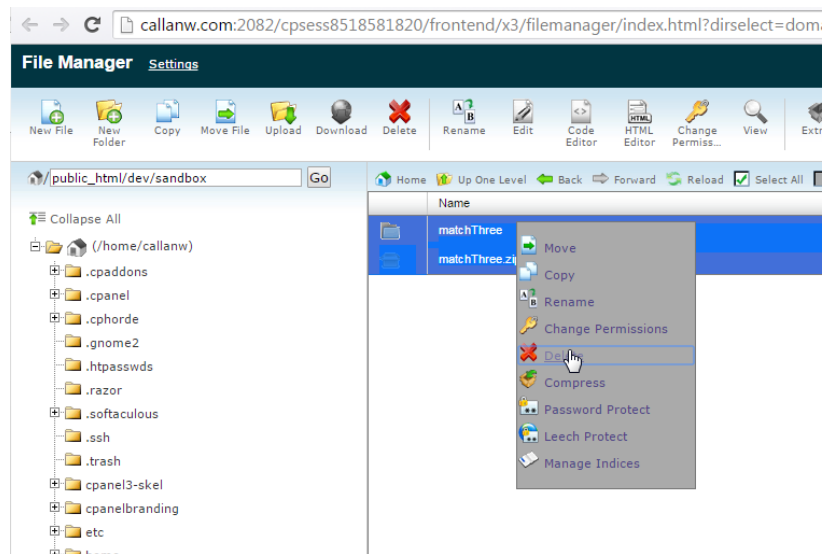 callanw.com:2082/cpsess8518581820/frontend/x3/filemanager/index.html?dirselect=doma
File Manager Settings
New File
New Folder
Copy
Move File
Upload
Download
Delete
Rename
Edit
Code Editor
HTML Editor
Change Permiss...
View
Extr
/ public_html/dev/sandbox Go
Home Up One Level Back Forward Reload Select All
Name
Collapse All
matchThree
matchThree.zip
(/home/callanw)
.cpaddons
.cpanel
.cphorde
.gnome2
.htpasswds
.razor
.softaculous
.ssh
.trash
cpanel3-skel
cpanelbranding
etc
Move
Copy
Rename
Change Permissions
Delete
Compress
Password Protect
Leech Protect
Manage Indices